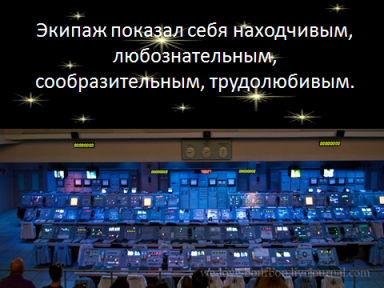 Экипаж показал себя находчивым,
любознательным,
сообразительным, трудолюбивым.